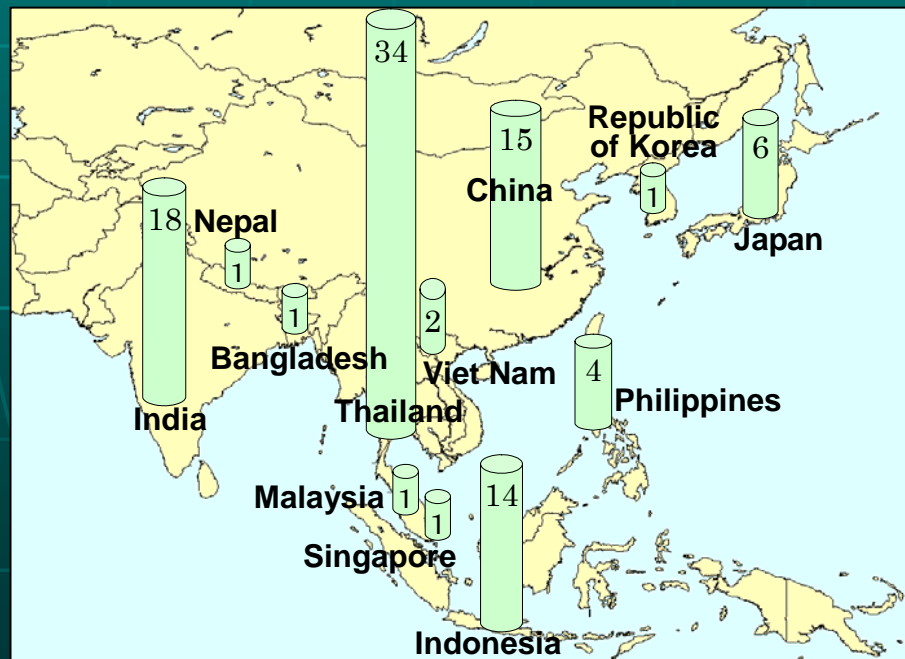 34
15
Republic
of Korea
6
China
1
18
Nepal
Japan
1
1
2
Bangladesh
Viet Nam
4
Philippines
Thailand
India
Malaysia
1
14
1
Singapore
Indonesia